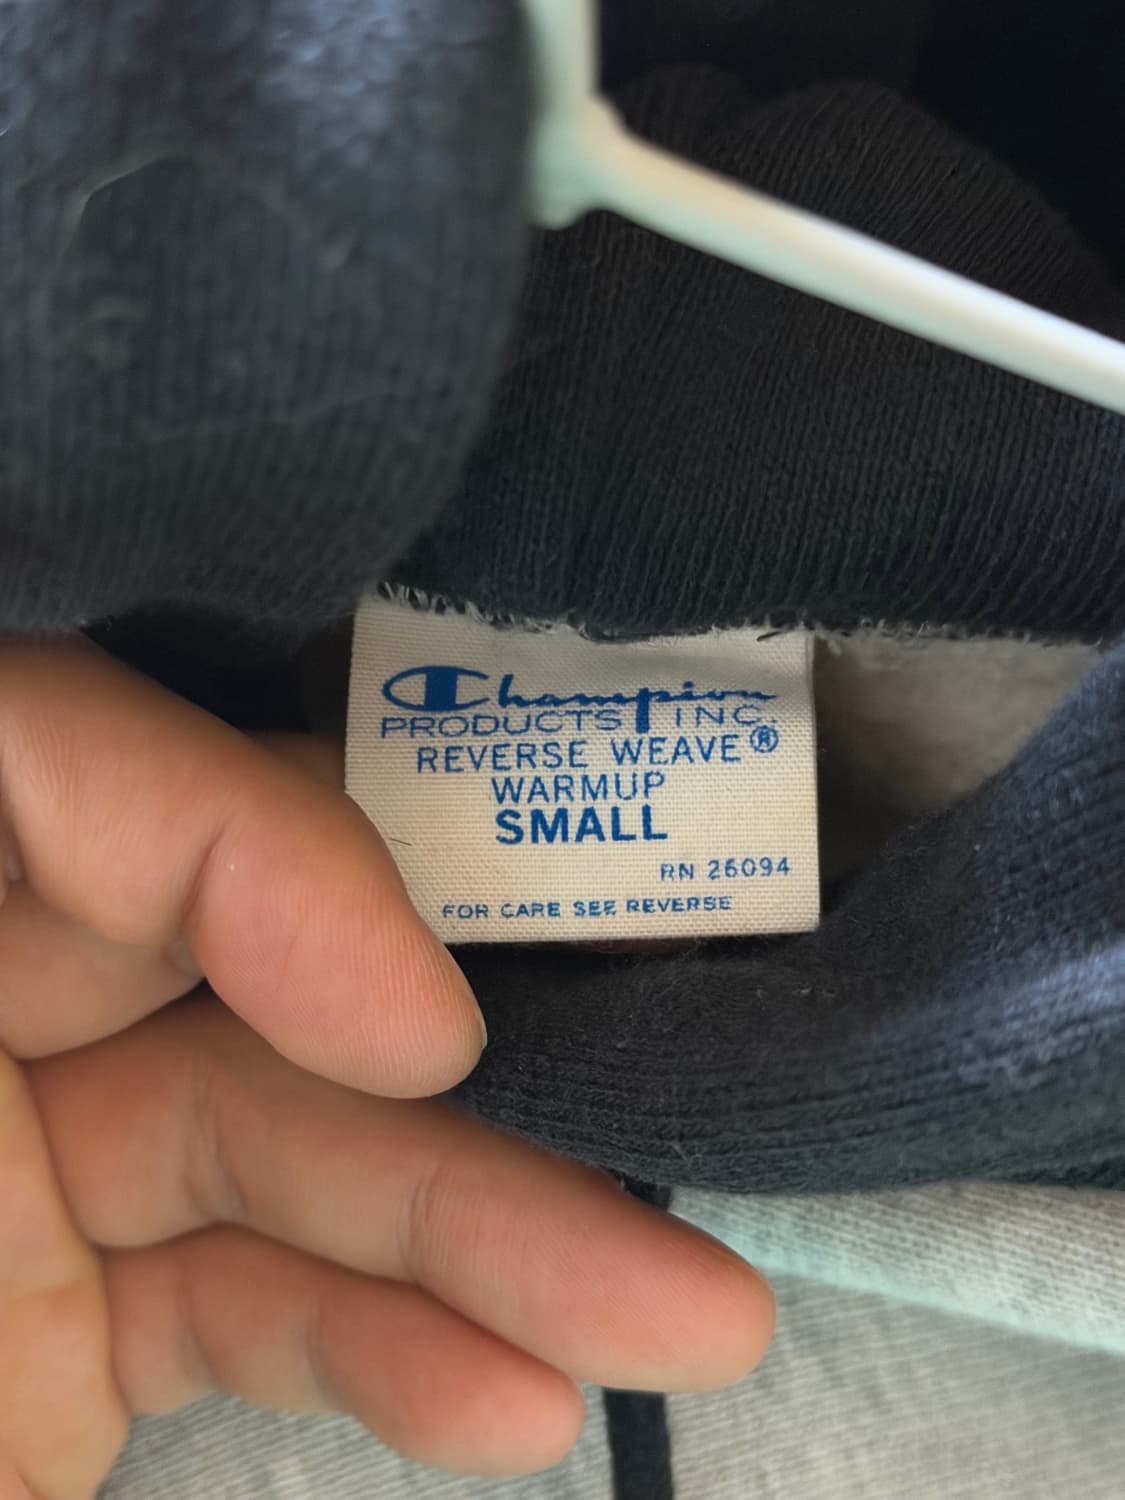 Champion
PRODUCTS INC.
REVERSE WEAVE®
WARMUP
SMALL
RN 26094
FOR CARE SEE REVERSE